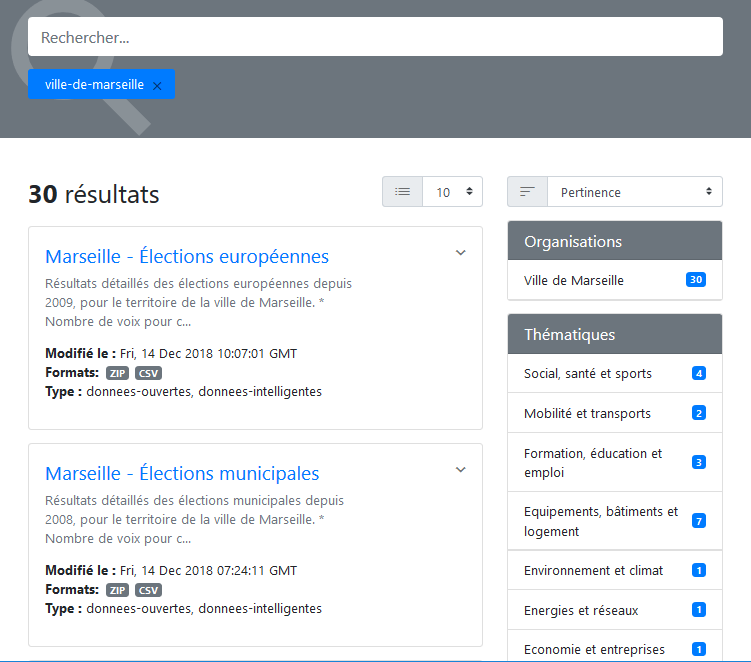 Rechercher...
ville-de-marseille ×
30 résultats
10
Pertinence
Marseille - Élections européennes
Résultats détaillés des élections européennes depuis
2009, pour le territoire de la ville de Marseille. *
Nombre de voix pour c...
Modifié le : Fri, 14 Dec 2018 10:07:01 GMT
Formats: ZIP CSV
Type : donnees-ouvertes, donnees-intelligentes
Marseille - Élections municipales
Résultats détaillés des élections municipales depuis
2008, pour le territoire de la ville de Marseille. *
Nombre de voix pour c...
Modifié le : Fri, 14 Dec 2018 07:24:11 GMT
Formats: ZIP CSV
Type : donnees-ouvertes, donnees-intelligentes
Organisations
Ville de Marseille 30
Thématiques
Social, santé et sports 4
Mobilité et transports 2
Formation, éducation et
emploi 3
Equipements, bâtiments et
logement 7
Environnement et climat 1
Energies et réseaux 1
Economie et entreprises 1